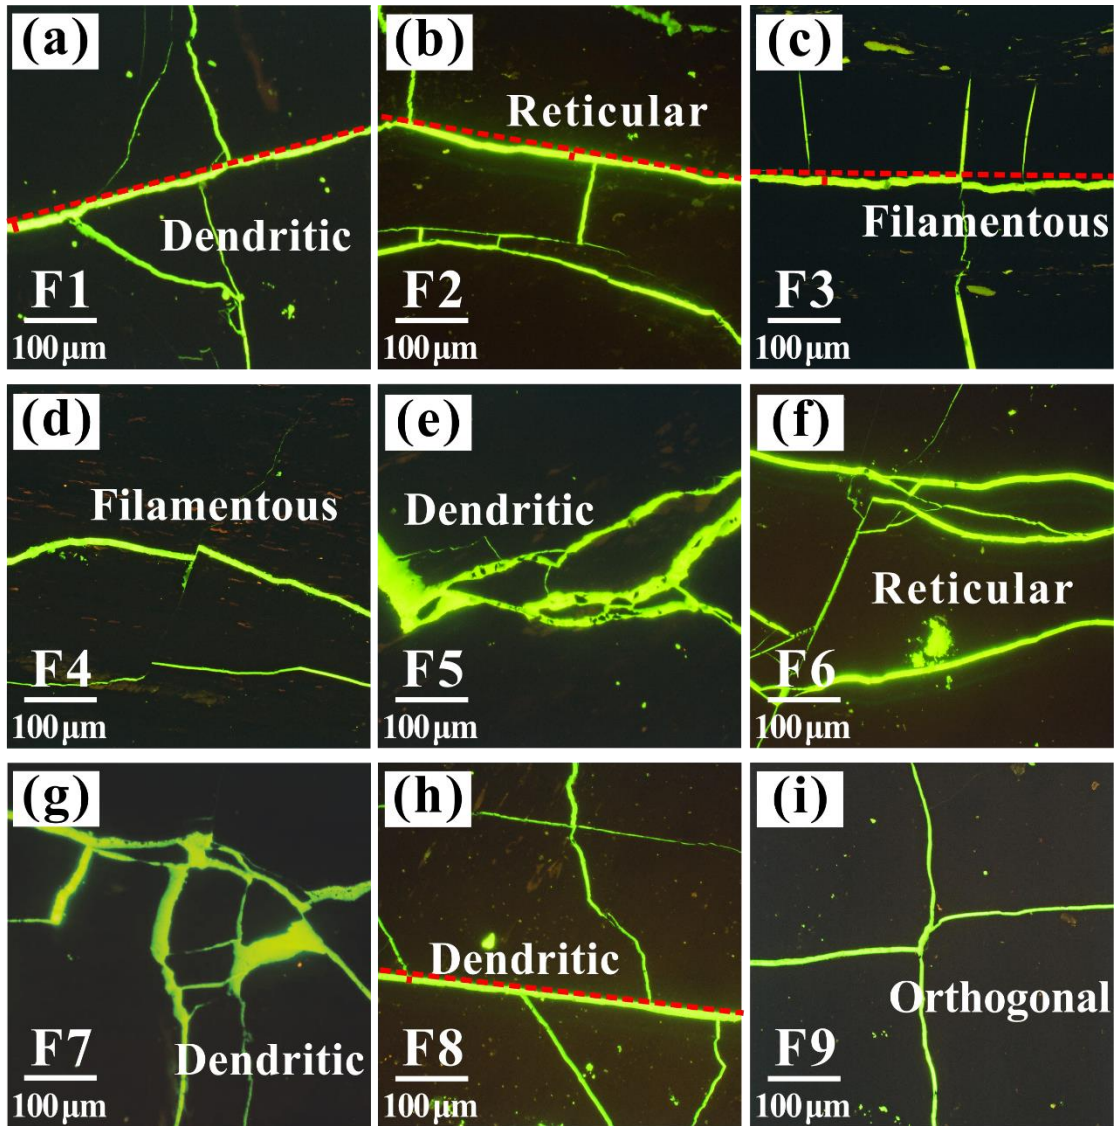 (a)
Dendritic
F1
100 μm
(b)
Reticular
F2
100 μm
(c)
Filamentous
F3
100 μm
(d)
Filamentous
F4
100 μm
(e)
Dendritic
F5
100 μm
(f)
Reticular
F6
100 μm
(g)
F7
Dendritic
100 μm
(h)
Dendritic
F8
100 μm
(i)
Orthogonal
F9
100 μm